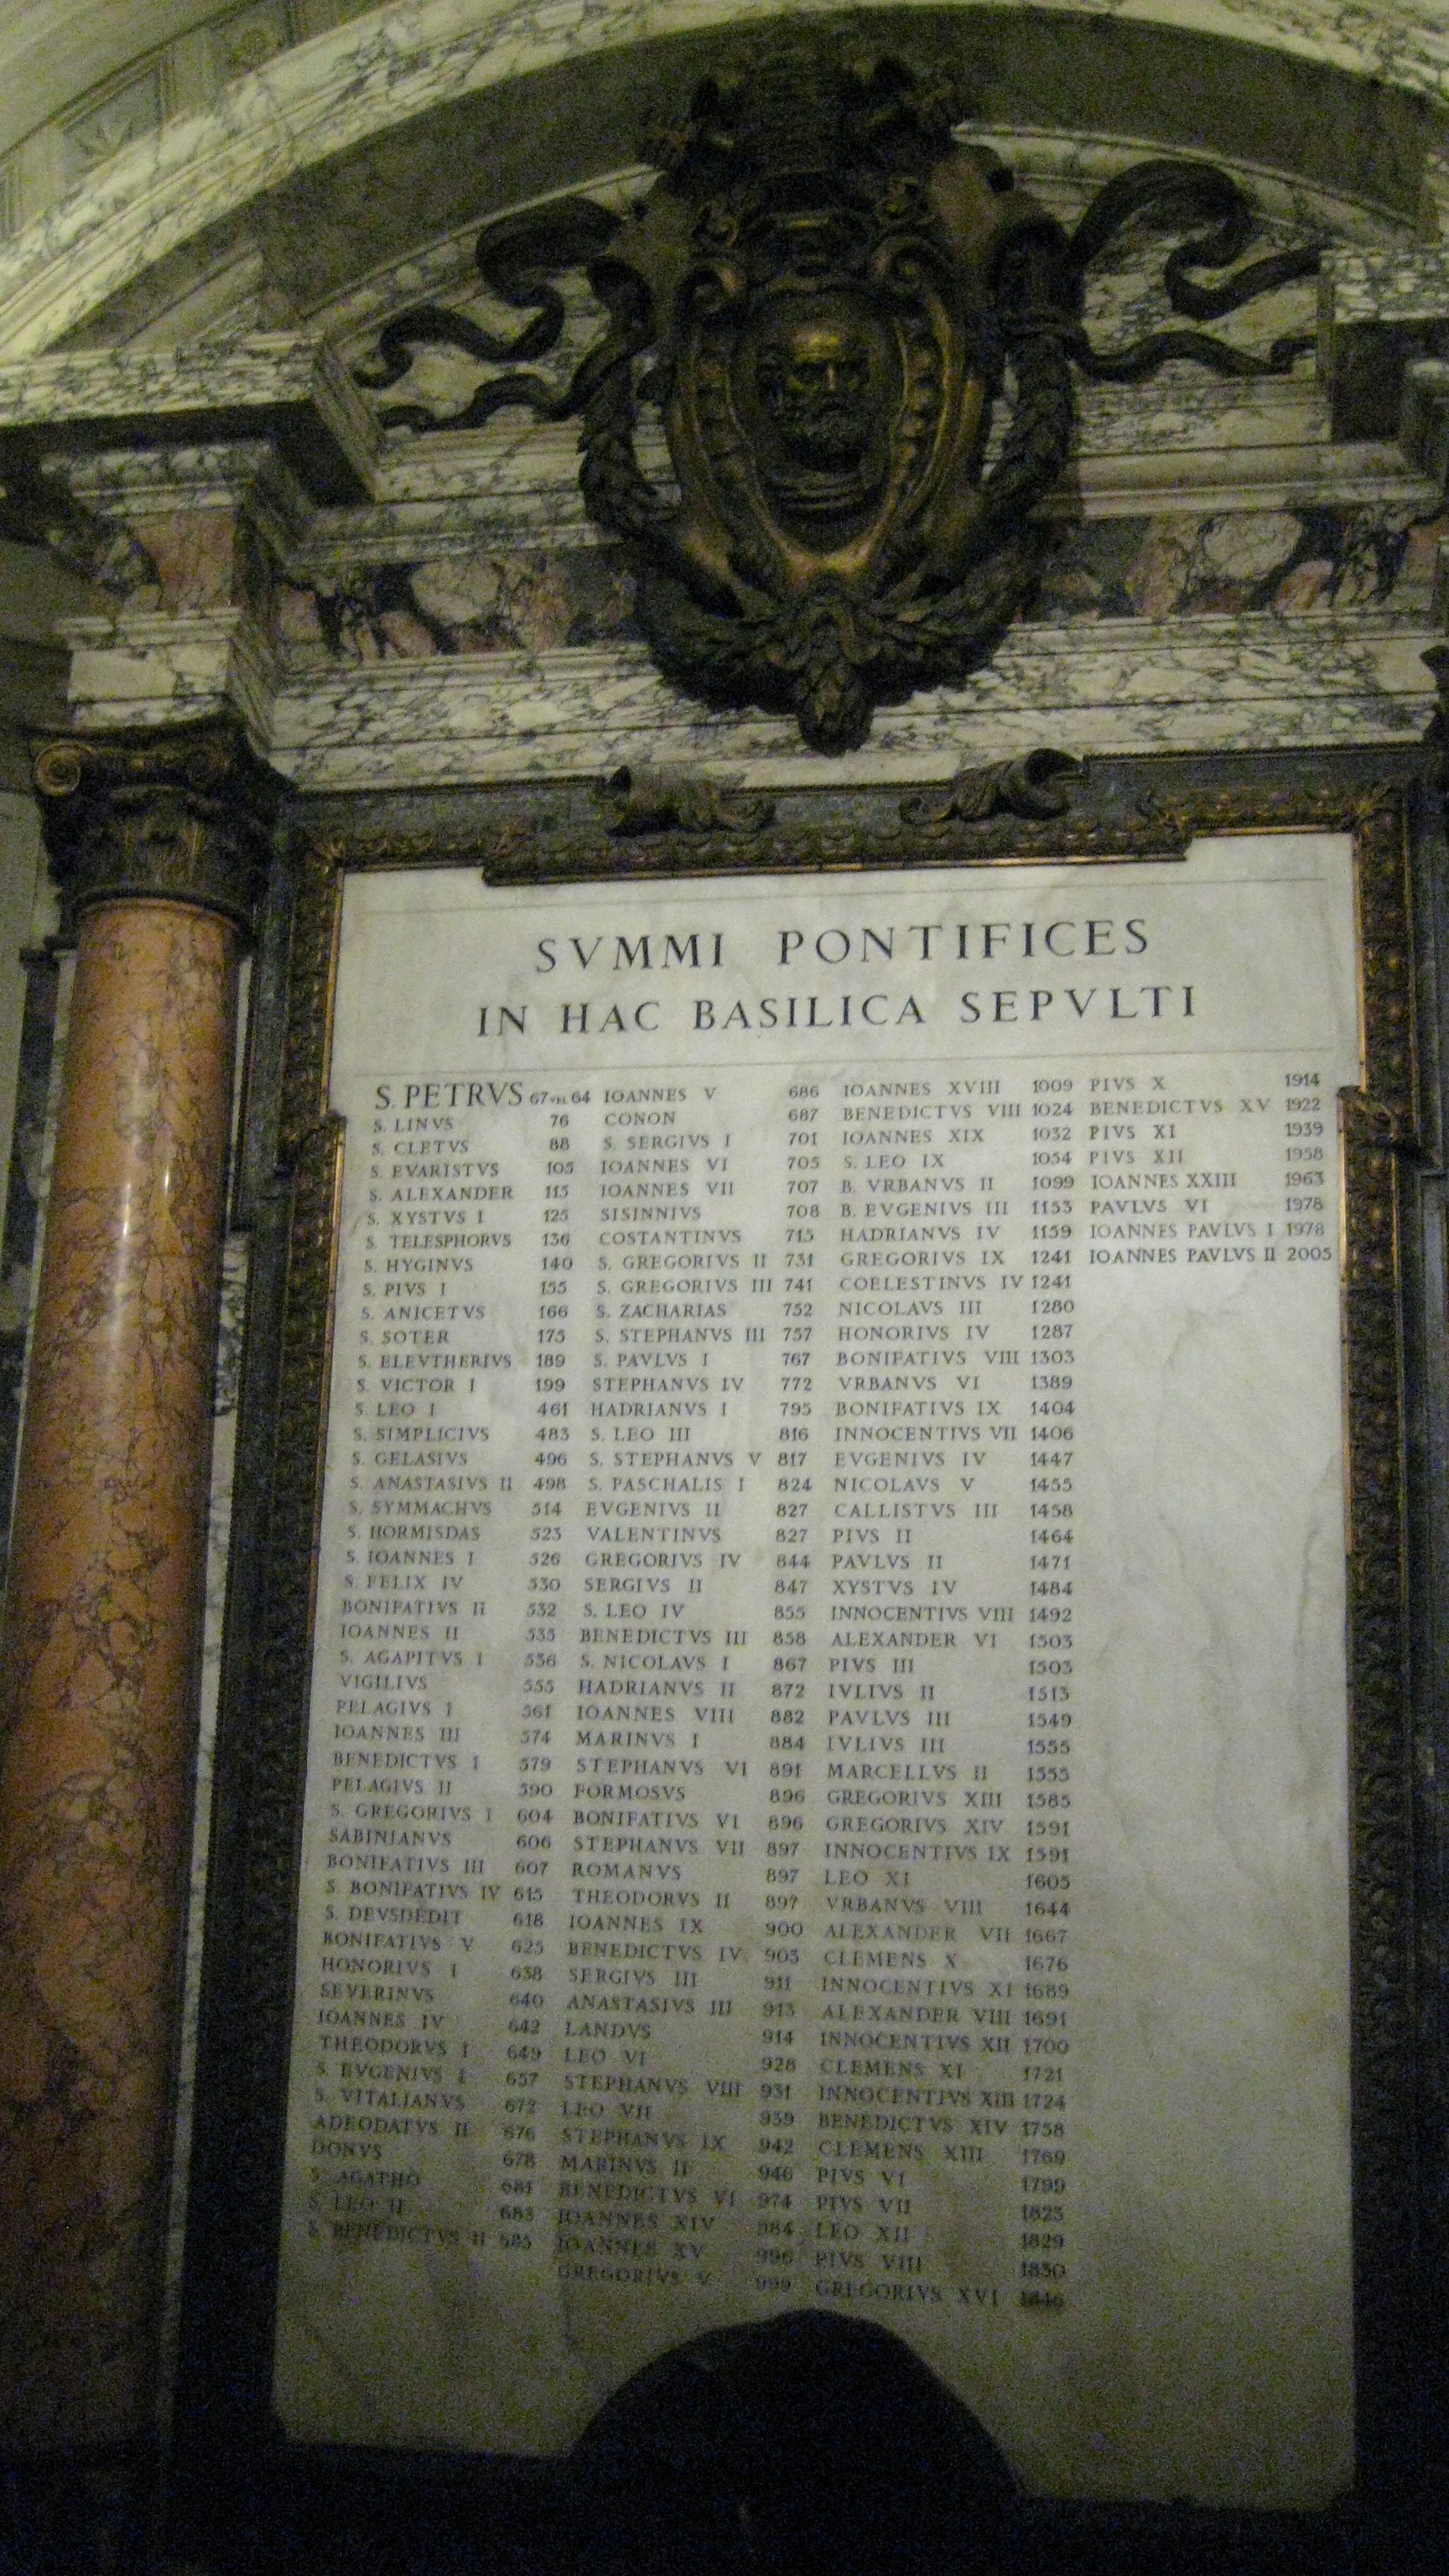 SVMMI PONTIFICES
IN HAC BASILICA SEPVLTI
S. PETRVS 67 vel 64
S. LINVS 76
S. CLETVS 88
S. EVARISTVS 105
S. ALEXANDER 115
S. XYSTVS I 125
S. TELESPHORVS 136
S. HYGINVS 140
S. PIVS I 155
S. ANICETVS 166
S. SOTER 175
S. ELEVTHERIVS 189
S. VICTOR I 199
S. LEO I 461
S. SIMPLICIVS 483
S. GELASIVS 496
S. ANASTASIVS II 498
S. SYMMACHVS 514
S. HORMISDAS 523
S. IOANNES I 526
S. FELIX IV 530
BONIFATIVS II 532
IOANNES II 535
S. AGAPITVS I 536
VIGILIVS 555
PELAGIVS I 561
IOANNES III 574
BENEDICTVS I 579
PELAGIVS II 590
S. GREGORIVS I 604
SABINIANVS 606
BONIFATIVS III 607
S. BONIFATIVS IV 615
S. DEVSDEDIT 618
BONIFATIVS V 625
HONORIVS I 638
SEVERINVS 640
IOANNES IV 642
THEODORVS I 649
S. EVGENIVS I 657
S. VITALIANVS 672
ADEODATVS II 676
DONVS 678
S. AGATHO 681
S. LEO II 683
S. BENEDICTVS II 685
IOANNES V 686
CONON 687
S. SERGIVS I 701
IOANNES VI 705
IOANNES VII 707
SISINNIVS 708
COSTANTINVS 715
S. GREGORIVS II 731
S. GREGORIVS III 741
S. ZACHARIAS 752
S. STEPHANVS III 757
S. PAVLVS I 767
STEPHANVS IV 772
HADRIANVS I 795
S. LEO III 816
S. STEPHANVS V 817
S. PASCHALIS I 824
EVGENIVS II 827
VALENTINVS 827
GREGORIVS IV 844
SERGIVS II 847
S. LEO IV 855
BENEDICTVS III 858
S. NICOLAVS I 867
HADRIANVS II 872
IOANNES VIII 882
MARINVS I 884
STEPHANVS VI 891
FORMOSVS 896
BONIFATIVS VI 896
STEPHANVS VII 897
ROMANVS 897
THEODORVS II 897
IOANNES IX 900
BENEDICTVS IV 903
SERGIVS III 911
ANASTASIVS III 913
LANDVS 914
LEO VI 928
STEPHANVS VIII 931
LEO VII 939
STEPHANVS IX 942
MARINVS II 946
BENEDICTVS VI 974
IOANNES XIV 984
IOANNES XV 996
GREGORIVS V 999
IOANNES XVIII 1009
BENEDICTVS VIII 1024
IOANNES XIX 1032
S. LEO IX 1054
B. VRBANVS II 1099
B. EVGENIVS III 1153
HADRIANVS IV 1159
GREGORIVS IX 1241
COELESTINVS IV 1241
NICOLAVS III 1280
HONORIVS IV 1287
BONIFATIVS VIII 1303
VRBANVS VI 1389
BONIFATIVS IX 1404
INNOCENTIVS VII 1406
EVGENIVS IV 1447
NICOLAVS V 1455
CALLISTVS III 1458
PIVS II 1464
PAVLVS II 1471
XYSTVS IV 1484
INNOCENTIVS VIII 1492
ALEXANDER VI 1503
PIVS III 1503
IVLIVS II 1513
PAVLVS III 1549
IVLIVS III 1555
MARCELLVS II 1555
GREGORIVS XIII 1585
GREGORIVS XIV 1591
INNOCENTIVS IX 1591
LEO XI 1605
VRBANVS VIII 1644
ALEXANDER VII 1667
CLEMENS X 1676
INNOCENTIVS XI 1689
ALEXANDER VIII 1691
INNOCENTIVS XII 1700
CLEMENS XI 1721
INNOCENTIVS XIII 1724
BENEDICTVS XIV 1758
CLEMENS XIII 1769
PIVS VI 1799
PIVS VII 1823
LEO XII 1829
PIVS VIII 1830
GREGORIVS XVI 1846
PIVS X 1914
BENEDICTVS XV 1922
PIVS XI 1939
PIVS XII 1958
IOANNES XXIII 1963
PAVLVS VI 1978
IOANNES PAVLVS I 1978
IOANNES PAVLVS II 2005